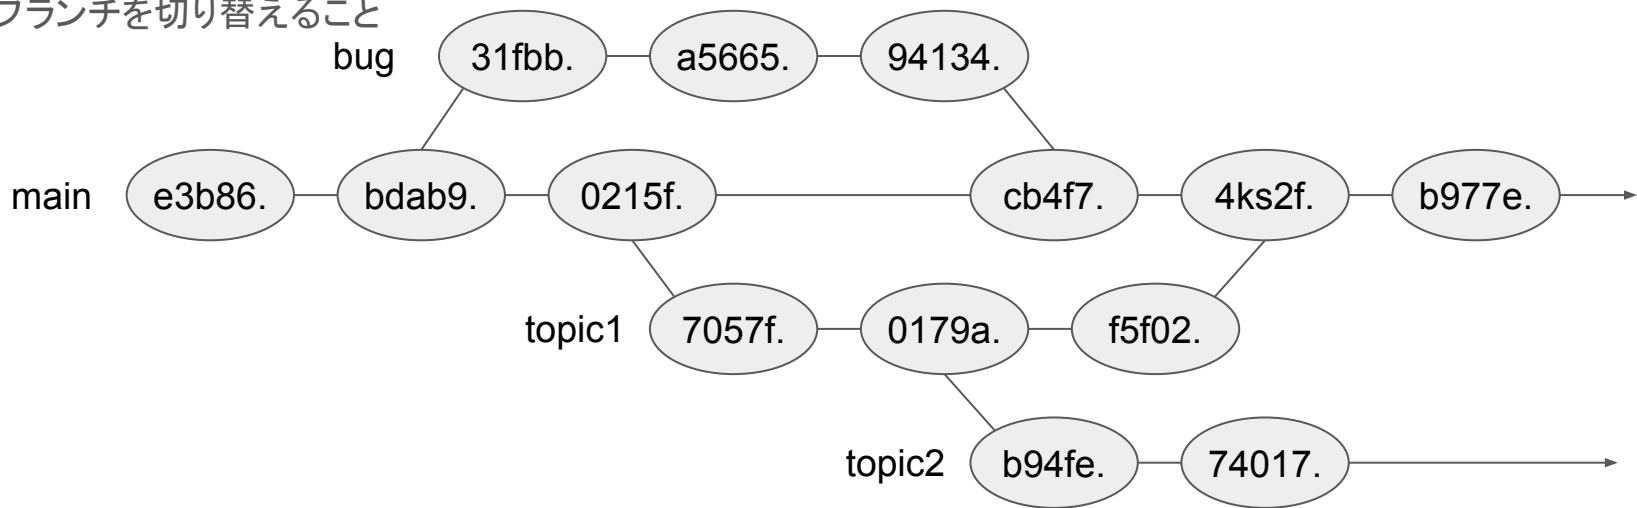 ブランチを切り替えること
bug 31fbb. a5665. 94134.
main e3b86. bdab9. 0215f. cb4f7. 4ks2f. b977e.
topic1 7057f. 0179a. f5f02.
topic2 b94fe. 74017.